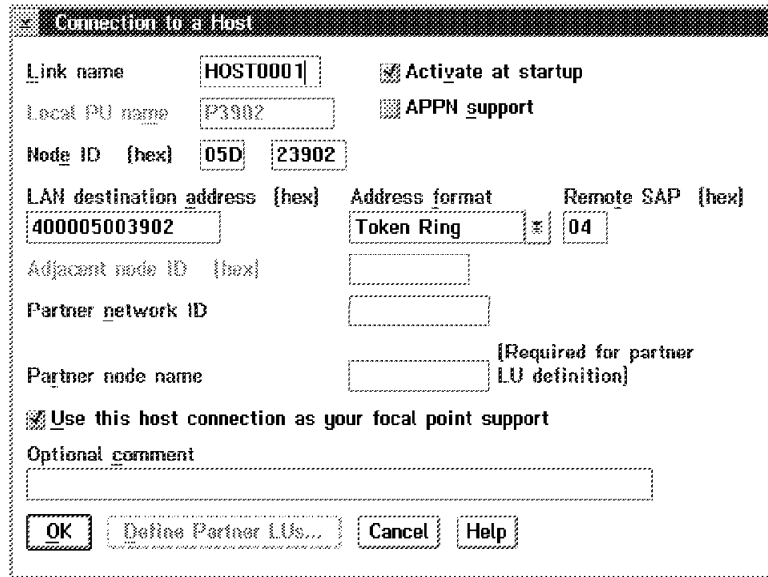 Connection to a Host
Link name HOST0001 Activate at startup
Local PU name P3902 APPN support
Node ID (hex) 05D 23902
LAN destination address (hex) Address format Remote SAP (hex)
400005003902 Token Ring 04
Adjacent node ID (hex)
Partner network ID
(Required for partner
Partner node name LU definition)
Use this host connection as your focal point support
Optional comment
OK Define Partner LUs... Cancel Help